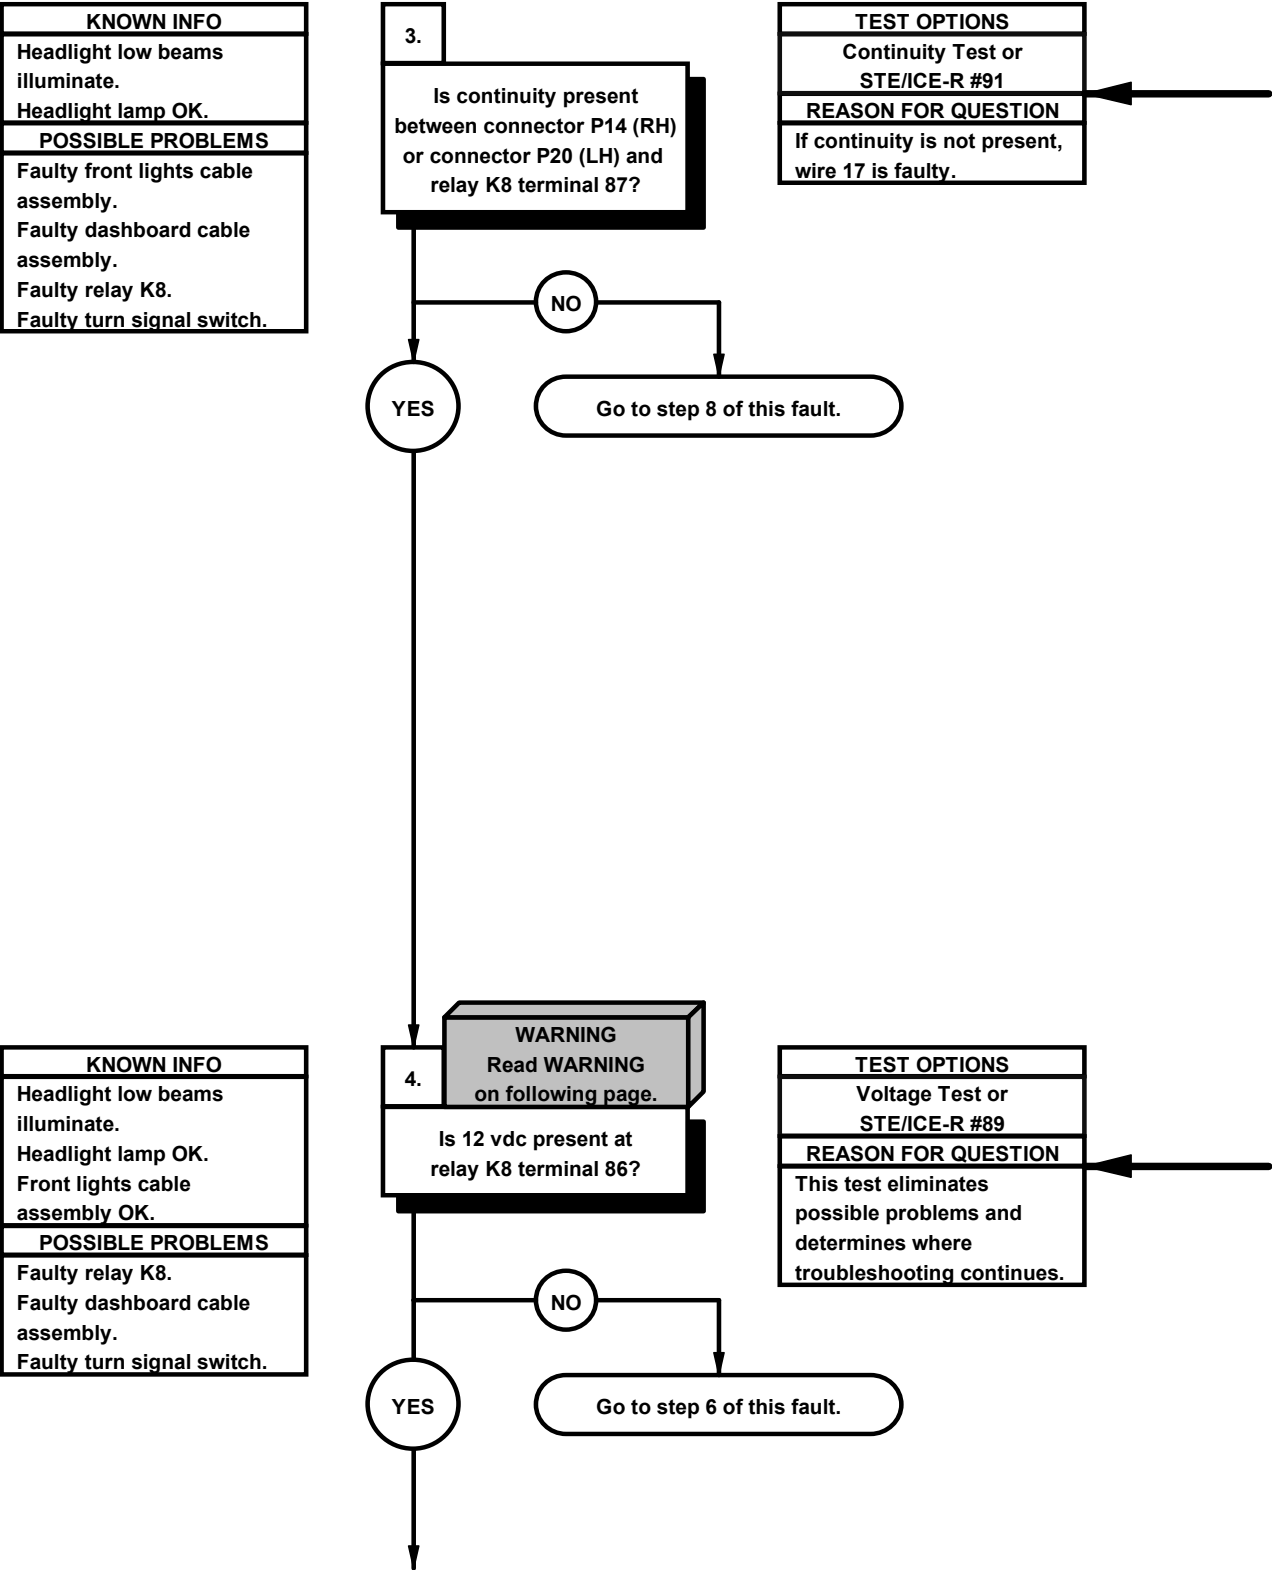 KNOWN INFO
Headlight low beams
illuminate.
Headlight lamp OK.
POSSIBLE PROBLEMS
Faulty front lights cable
assembly.
Faulty dashboard cable
assembly.
Faulty relay K8.
Faulty turn signal switch.
3.
Is continuity present
between connector P14 (RH)
or connector P20 (LH) and
relay K8 terminal 87?
TEST OPTIONS
Continuity Test or
STE/ICE-R #91
REASON FOR QUESTION
If continuity is not present,
wire 17 is faulty.
NO
YES
Go to step 8 of this fault.
KNOWN INFO
Headlight low beams
illuminate.
Headlight lamp OK.
Front lights cable
assembly OK.
POSSIBLE PROBLEMS
Faulty relay K8.
Faulty dashboard cable
assembly.
Faulty turn signal switch.
4.
WARNING
Read WARNING
on following page.
Is 12 vdc present at
relay K8 terminal 86?
TEST OPTIONS
Voltage Test or
STE/ICE-R #89
REASON FOR QUESTION
This test eliminates
possible problems and
determines where
troubleshooting continues.
NO
YES
Go to step 6 of this fault.